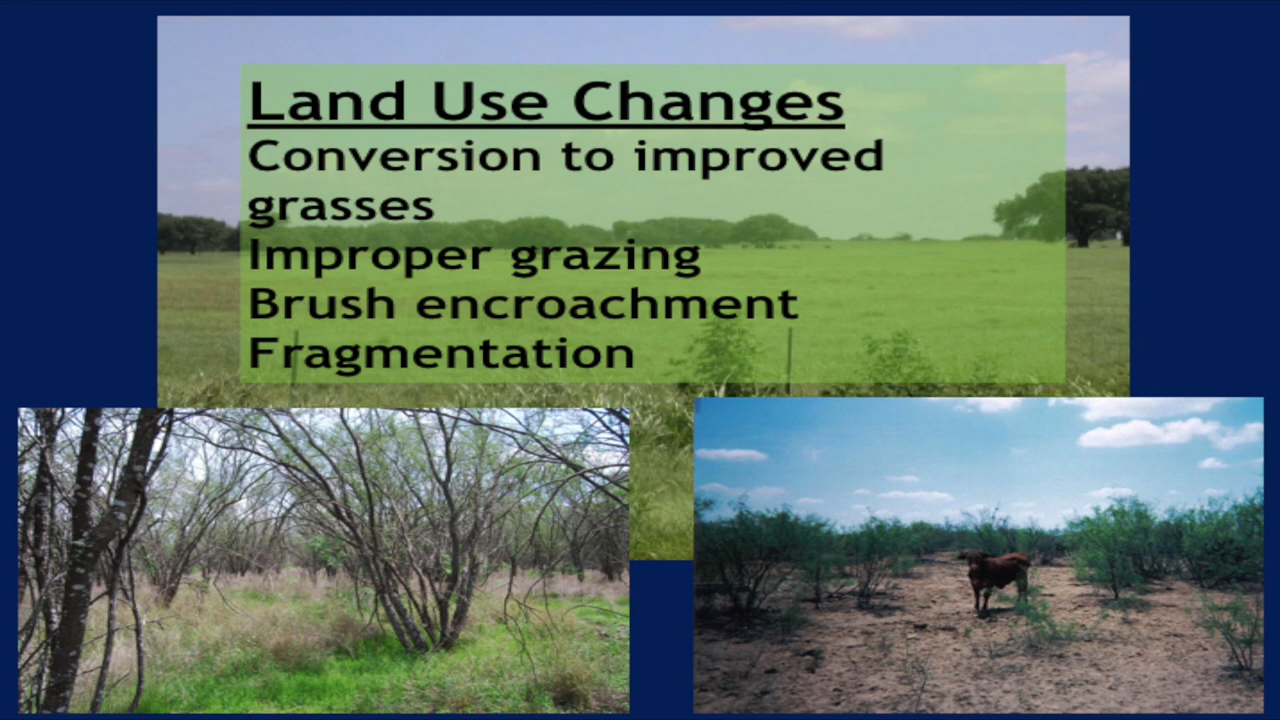 Land Use Changes
Conversion to improved
grasses
Improper grazing
Brush encroachment
Fragmentation